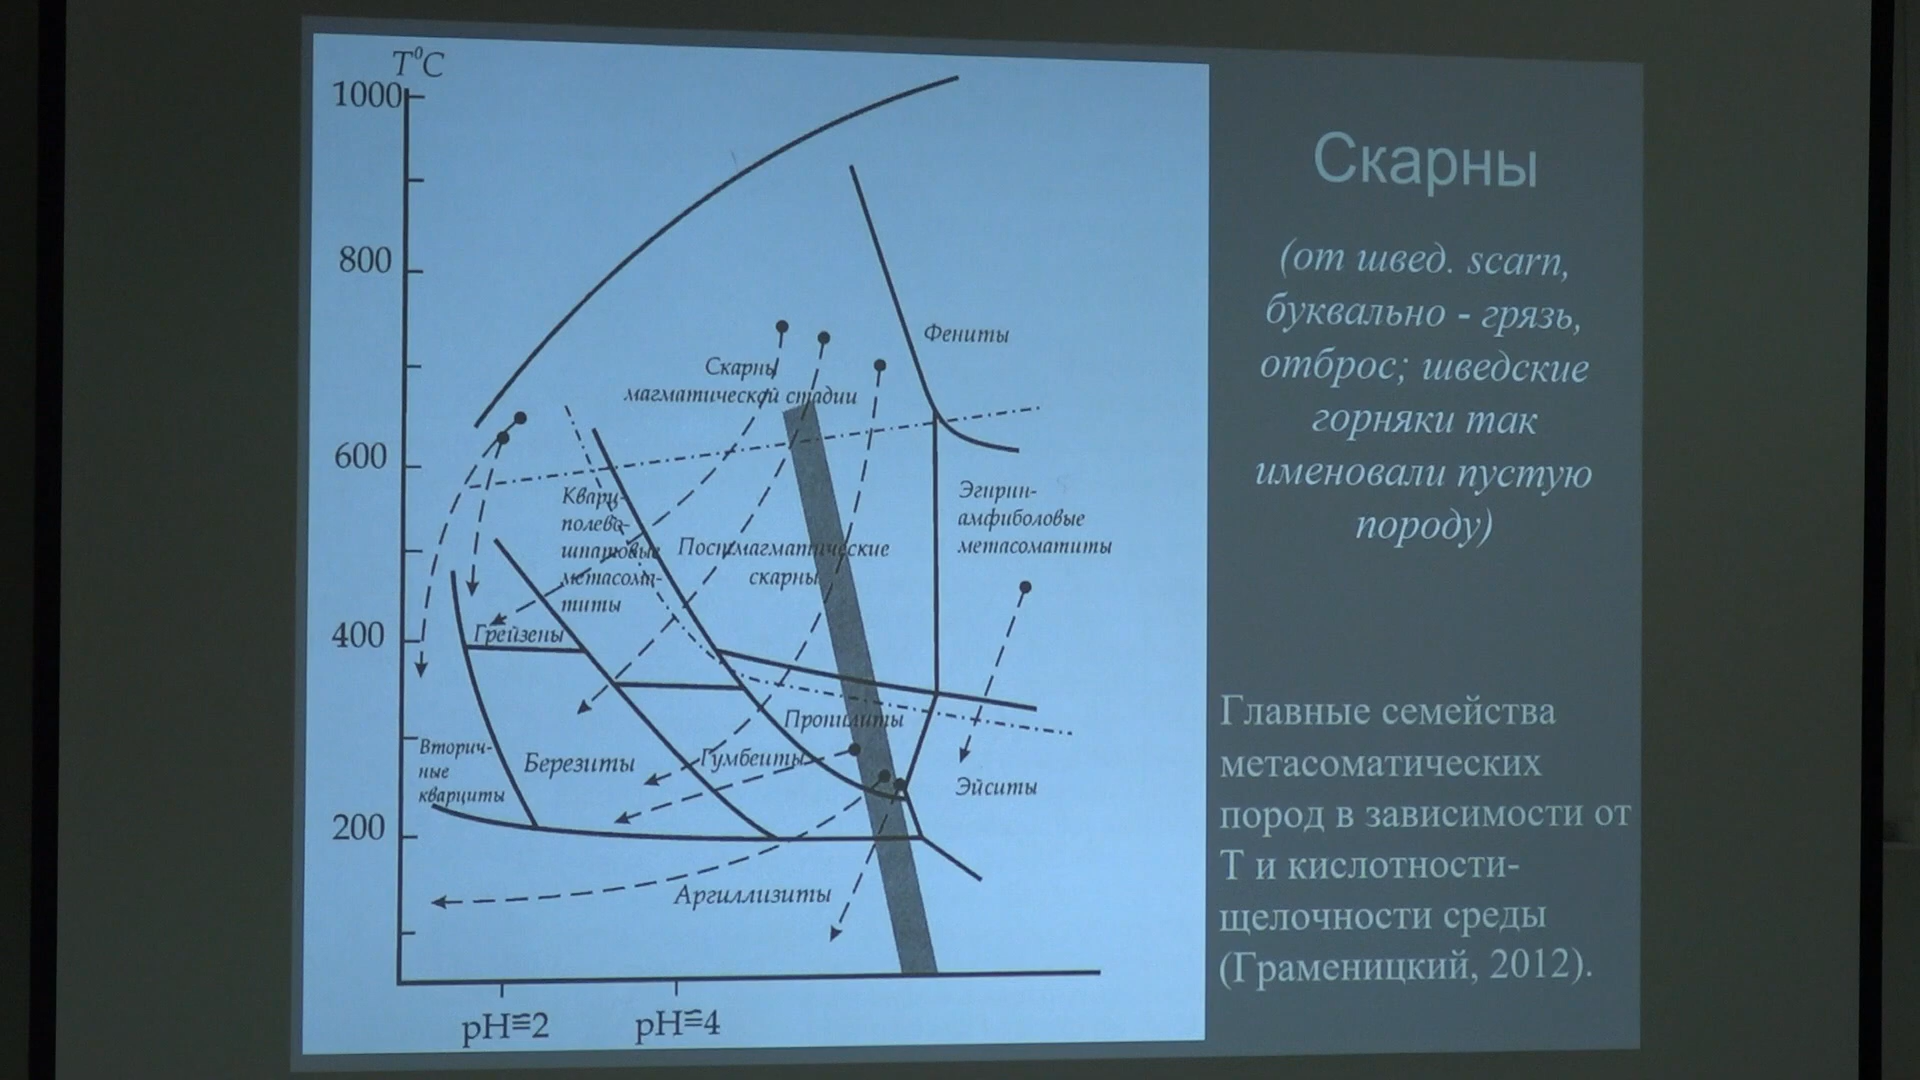 T⁰C
1000
800
600
400
200
Фениты
Скарны
магматической стадии
Кварц-
полево-
шпатовые
метасома-
титы
Постмагматические
скарны
Эгирин-
амфиболовые
метасоматиты
Грейзены
Пропилиты
Вторич-
ные
кварциты
Березиты
Гумбеиты
Эйситы
Аргиллизиты
pH≅2
pH≅4
Скарны
(от швед. scarn,
буквально - грязь,
отброс; шведские
горняки так
именовали пустую
породу)
Главные семейства
метасоматических
пород в зависимости от
Т и кислотности-
щелочности среды
(Граменицкий, 2012).